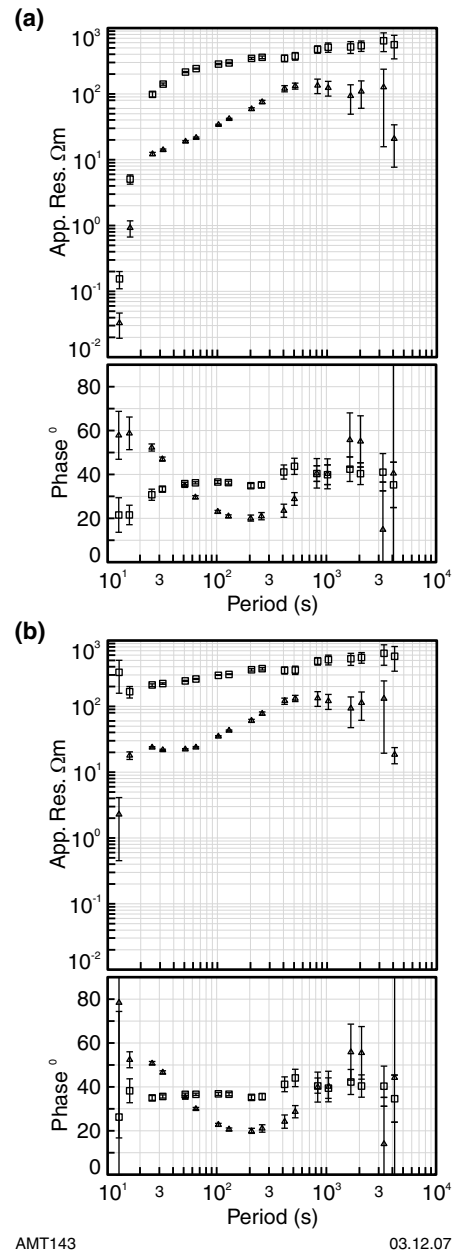 (a)
10³
10²
10¹
10⁰
10⁻¹
10⁻²
App. Res. Ωm
80
60
40
20
0
Phase ⁰
10¹ 3 10² 3 10³ 3 10⁴
Period (s)
(b)
10³
10²
10¹
10⁰
10⁻¹
10⁻²
App. Res. Ωm
80
60
40
20
0
Phase ⁰
10¹ 3 10² 3 10³ 3 10⁴
Period (s)
AMT143 03.12.07